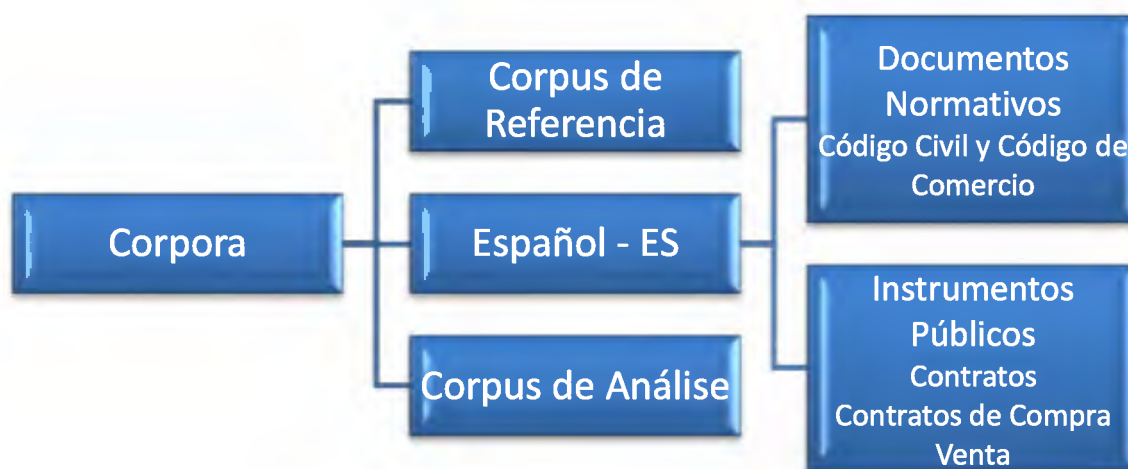 Corpora
Corpus de
Referencia
Español - ES
Corpus de Análise
Documentos
Normativos
Código Civil y Código de
Comercio
Instrumentos
Públicos
Contratos
Contratos de Compra
Venta